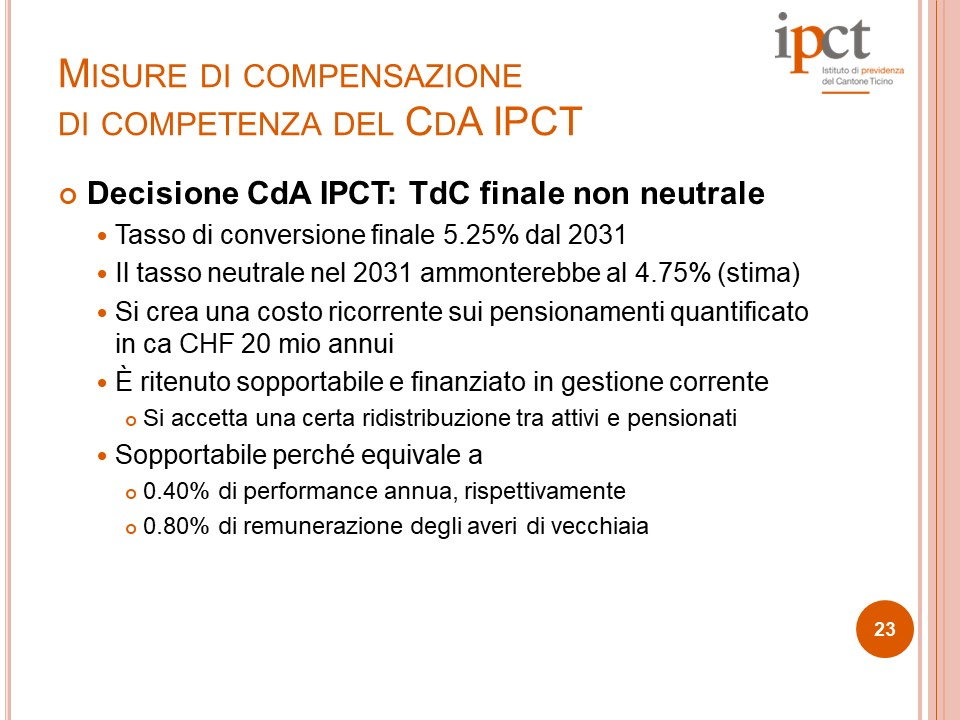 ipct
Istituto di previdenza
del Cantone Ticino
MISURE DI COMPENSAZIONE
DI COMPETENZA DEL CDA IPCT
Decisione CdA IPCT: TdC finale non neutrale
Tasso di conversione finale 5.25% dal 2031
Il tasso neutrale nel 2031 ammonterebbe al 4.75% (stima)
Si crea una costo ricorrente sui pensionamenti quantificato
in ca CHF 20 mio annui
È ritenuto sopportabile e finanziato in gestione corrente
Si accetta una certa ridistribuzione tra attivi e pensionati
Sopportabile perché equivale a
0.40% di performance annua, rispettivamente
0.80% di remunerazione degli averi di vecchiaia
23